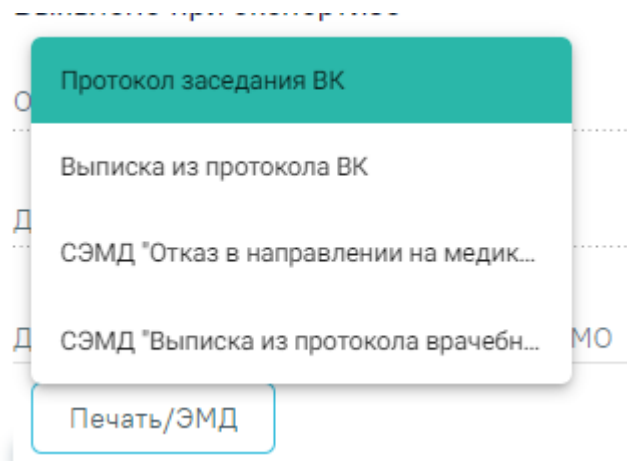 Протокол заседания ВК
Выписка из протокола ВК
СЭМД "Отказ в направлении на медик...
СЭМД "Выписка из протокола врачебн...
МО
Печать/ЭМД